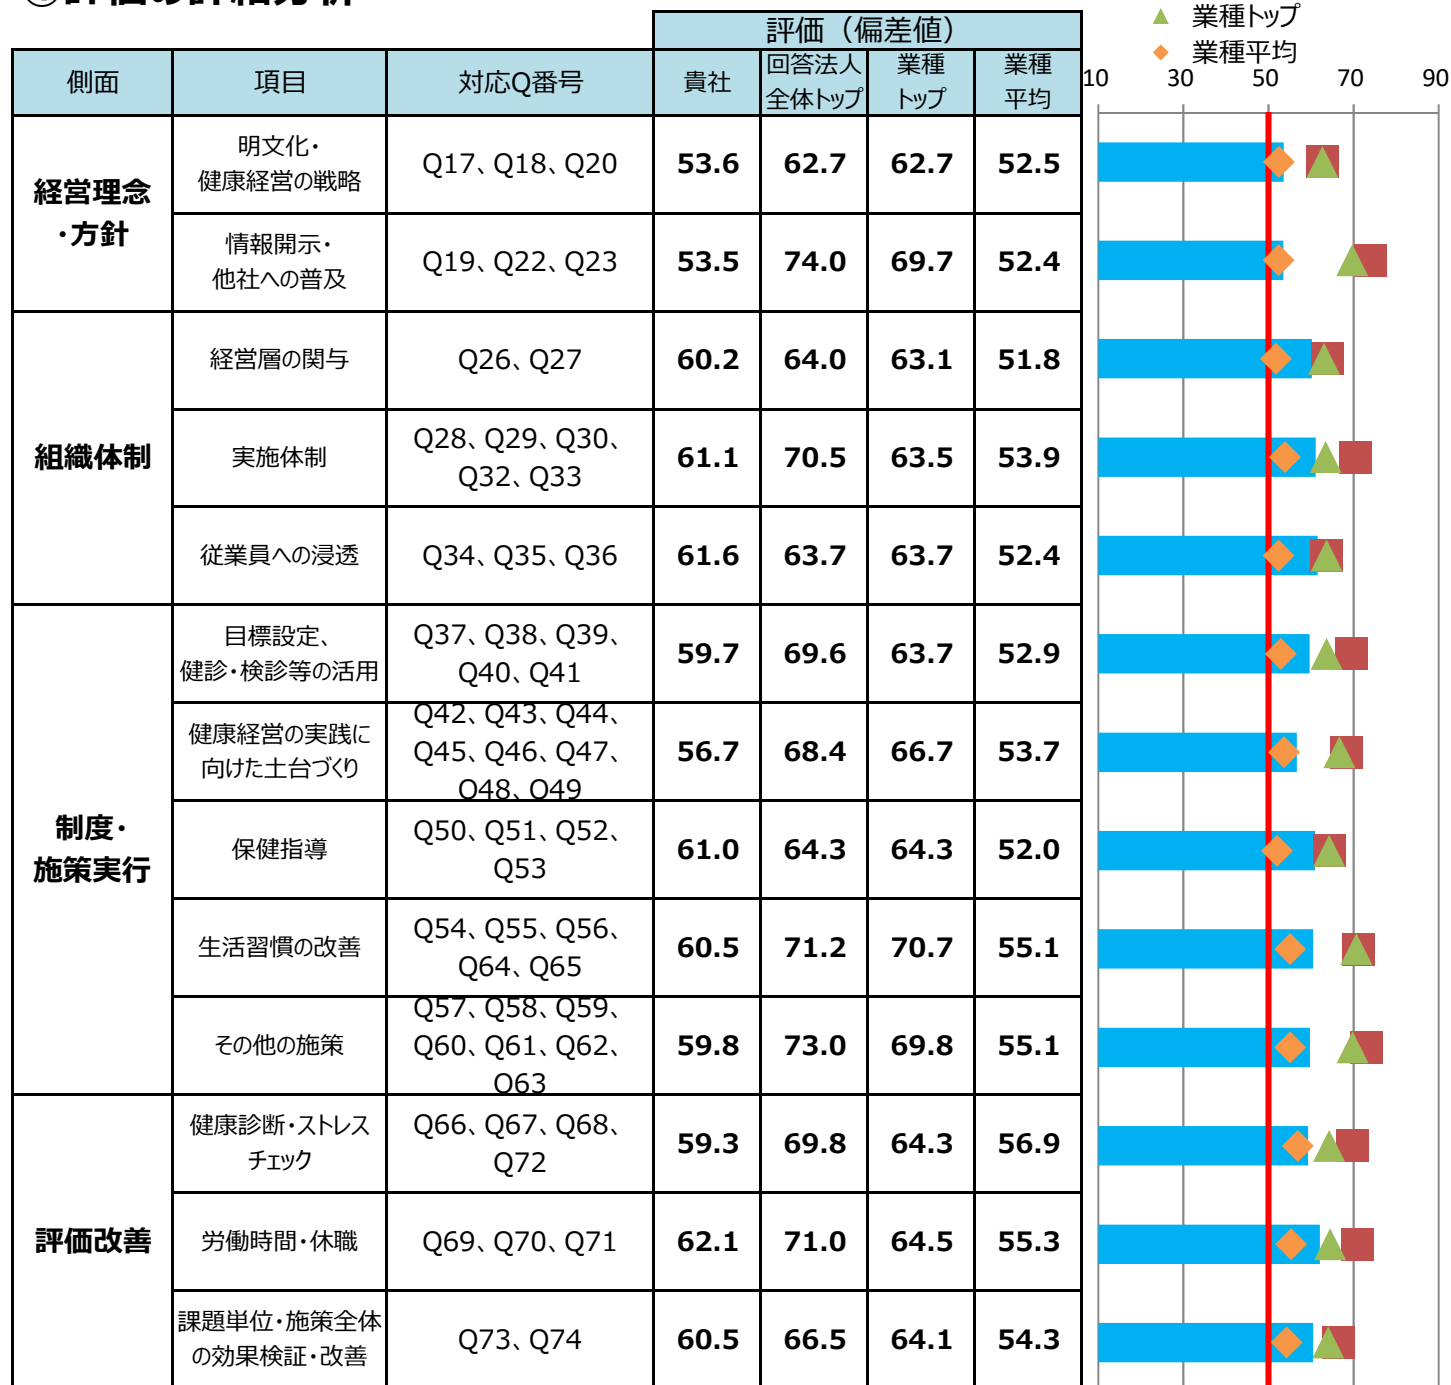 評価の詳細分析
▲ 業種トップ
◆ 業種平均
評価（偏差値）
側面 項目 対応Q番号 貴社 回答法人 業種 業種
全体トップ トップ 平均
10 30 50 70 90
経営理念
・方針
明文化・
健康経営の戦略
Q17、Q18、Q20 53.6 62.7 62.7 52.5
情報開示・
他社への普及
Q19、Q22、Q23 53.5 74.0 69.7 52.4
組織体制
経営層の関与 Q26、Q27 60.2 64.0 63.1 51.8
実施体制
Q28、Q29、Q30、
Q32、Q33
61.1 70.5 63.5 53.9
従業員への浸透 Q34、Q35、Q36 61.6 63.7 63.7 52.4
制度・
施策実行
目標設定、
健診・検診等の活用
Q37、Q38、Q39、
Q40、Q41
59.7 69.6 63.7 52.9
健康経営の実践に
向けた土台づくり
Q42、Q43、Q44、
Q45、Q46、Q47、
Q48、Q49
56.7 68.4 66.7 53.7
保健指導
Q50、Q51、Q52、
Q53
61.0 64.3 64.3 52.0
生活習慣の改善
Q54、Q55、Q56、
Q64、Q65
60.5 71.2 70.7 55.1
その他の施策
Q57、Q58、Q59、
Q60、Q61、Q62、
Q63
59.8 73.0 69.8 55.1
評価改善
健康診断・ストレス
チェック
Q66、Q67、Q68、
Q72
59.3 69.8 64.3 56.9
労働時間・休職 Q69、Q70、Q71 62.1 71.0 64.5 55.3
課題単位・施策全体
の効果検証・改善
Q73、Q74 60.5 66.5 64.1 54.3